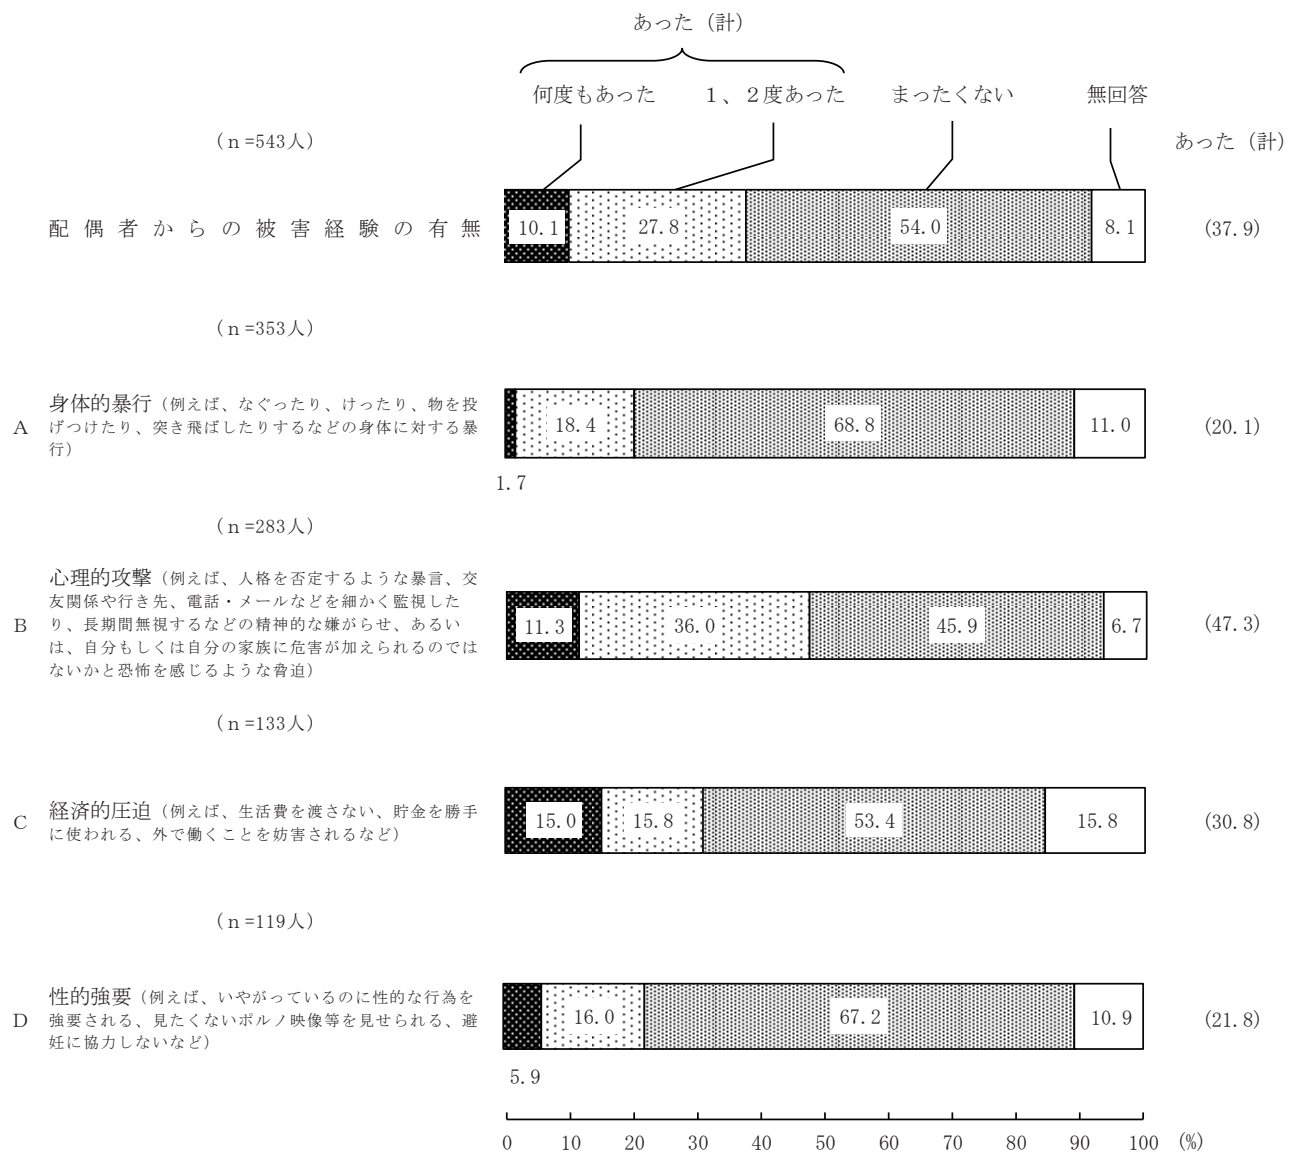 あった（計）
何度もあった　１、２度あった　まったくない　無回答
（ｎ=543人）　あった（計）
配偶者からの被害経験の有無　10.1　27.8　54.0　8.1　(37.9)
（ｎ=353人）
A
身体的暴行（例えば、なぐったり、けったり、物を投
げつけたり、突き飛ばしたりするなどの身体に対する暴
行）
18.4　68.8　11.0　(20.1)
1.7
（ｎ=283人）
B
心理的攻撃（例えば、人格を否定するような暴言、交
友関係や行き先、電話・メールなどを細かく監視した
り、長期間無視するなどの精神的な嫌がらせ、あるい
は、自分もしくは自分の家族に危害が加えられるのでは
ないかと恐怖を感じるような脅迫）
11.3　36.0　45.9　6.7　(47.3)
（ｎ=133人）
C
経済的圧迫（例えば、生活費を渡さない、貯金を勝手
に使われる、外で働くことを妨害されるなど）
15.0　15.8　53.4　15.8　(30.8)
（ｎ=119人）
D
性的強要（例えば、いやがっているのに性的な行為を
強要される、見たくないポルノ映像等を見せられる、避
妊に協力しないなど）
16.0　67.2　10.9　(21.8)
5.9
0　10　20　30　40　50　60　70　80　90　100　(%)